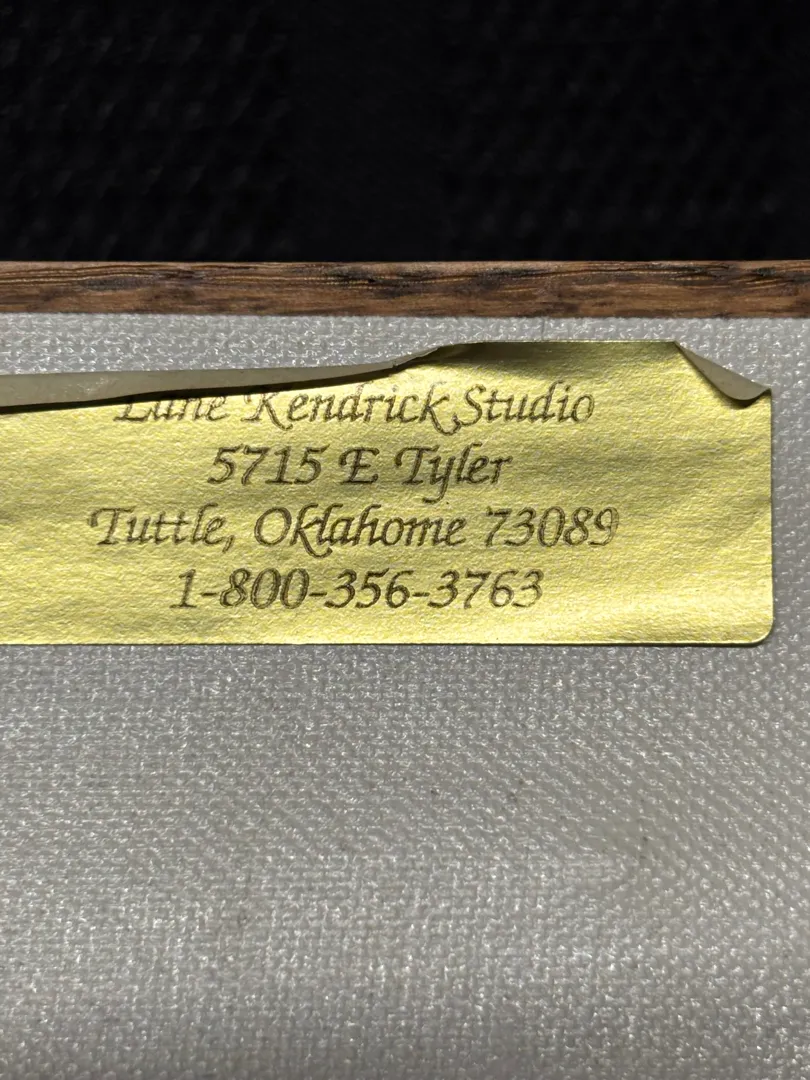 Lane Kendrick Studio
5715 E Tyler
Tuttle, Oklahome 73089
1-800-356-3763